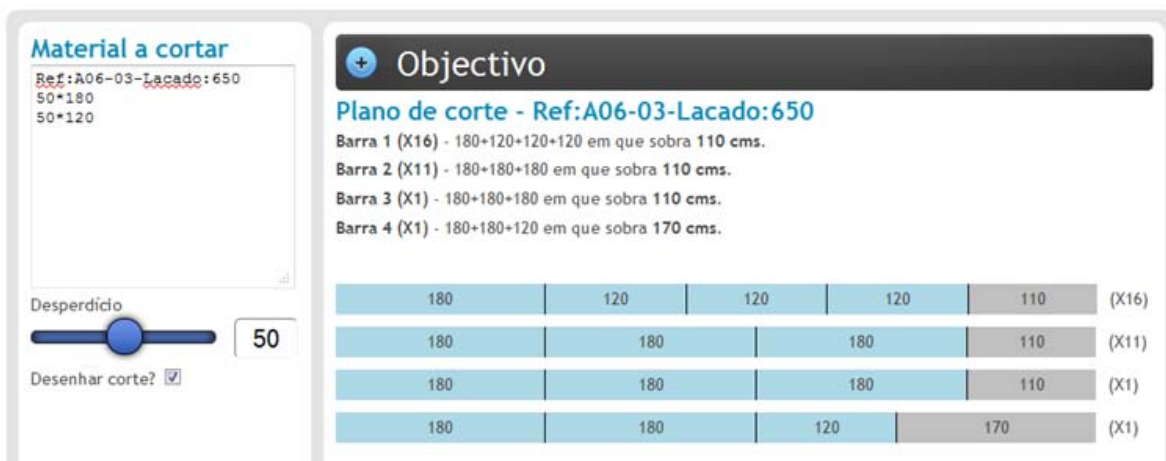 Material a cortar
Ref:A06-03-Lacado:650
50*180
50*120
Desperdício
50
Desenhar corte?
Objectivo
Plano de corte - Ref:A06-03-Lacado:650
Barra 1 (X16) - 180+120+120+120 em que sobra 110 cms.
Barra 2 (X11) - 180+180+180 em que sobra 110 cms.
Barra 3 (X1) - 180+180+180 em que sobra 110 cms.
Barra 4 (X1) - 180+180+120 em que sobra 170 cms.
180 120 120 120 110 (X16)
180 180 180 110 (X11)
180 180 180 110 (X1)
180 180 120 170 (X1)